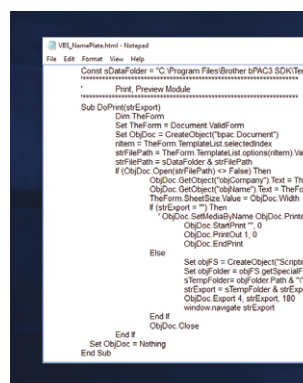 VBS_NamePlate.html - Notepad
File Edit Format View Help
Const sDataFolder = "C:\Program Files\Brother bPAC3 SDK\Te
'**********************************************
' Print, Preview Module
'**********************************************
Sub DoPrint(strExport)
Dim TheForm
Set TheForm = Document.ValidForm
Set ObjDoc = CreateObject("bpac.Document")
nItem = TheForm.TemplateList.selectedIndex
strFilePath = TheForm.TemplateList.options(nItem).Va
strFilePath = sDataFolder & strFilePath
If (ObjDoc.Open(strFilePath) <> False) Then
ObjDoc.GetObject("objCompany").Text = Th
ObjDoc.GetObject("objName").Text = TheFo
TheForm.SheetSize.Value = ObjDoc.Width
If (strExport = "") Then
' ObjDoc.SetMediaByName ObjDoc.Printe
ObjDoc.StartPrint "", 0
ObjDoc.PrintOut 1, 0
ObjDoc.EndPrint
Else
Set objFS = CreateObject("Scriptin
Set objFolder = objFS.getSpecialF
sTempFolder= objFolder.Path & "\"
strExport = sTempFolder & strExp
ObjDoc.Export 4, strExport, 180
window.navigate strExport
End If
ObjDoc.Close
End If
Set ObjDoc = Nothing
End Sub